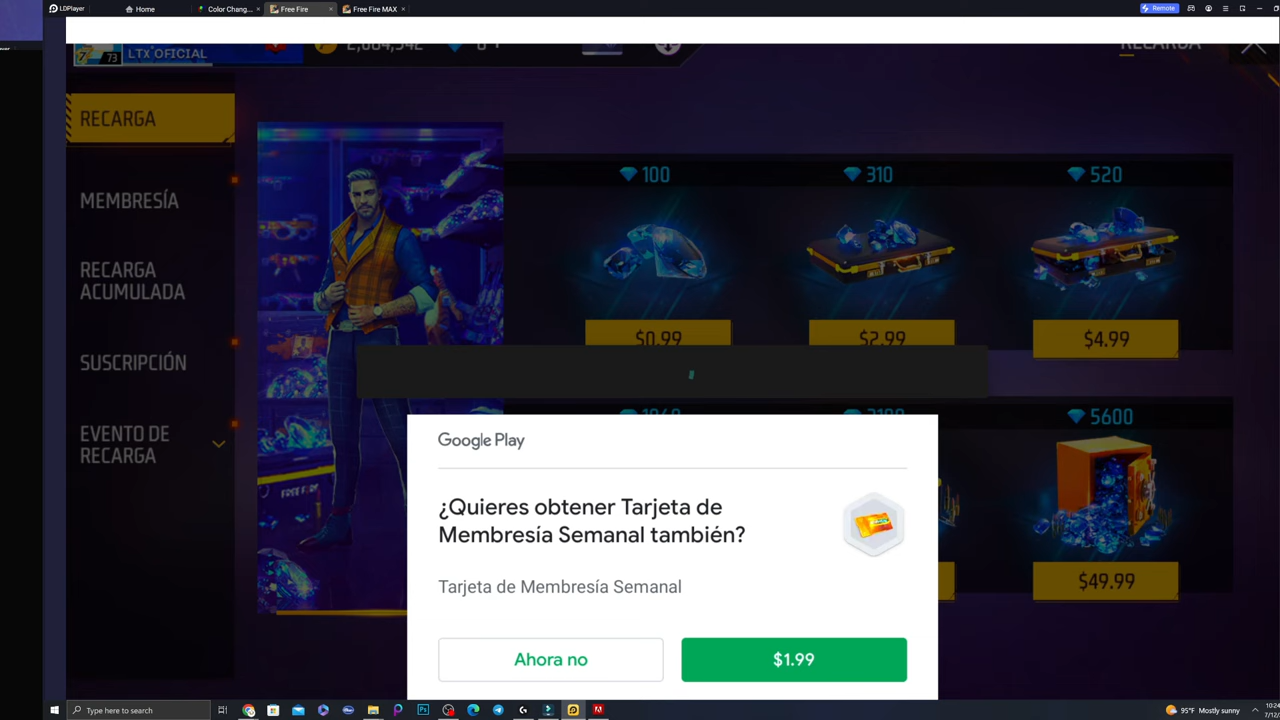 LDPlayer
Home
Color Chang...
Free Fire
Free Fire MAX
Remote
73
LTX OFICIAL
RECARGA
RECARGA
MEMBRESÍA
RECARGA
ACUMULADA
SUSCRIPCIÓN
EVENTO DE
RECARGA
100
310
520
$0.99
$2.99
$4.99
5600
$49.99
FREE FIRE
Google Play
¿Quieres obtener Tarjeta de
Membresía Semanal también?
Tarjeta de Membresía Semanal
Ahora no
$1.99
Type here to search
95°F Mostly sunny